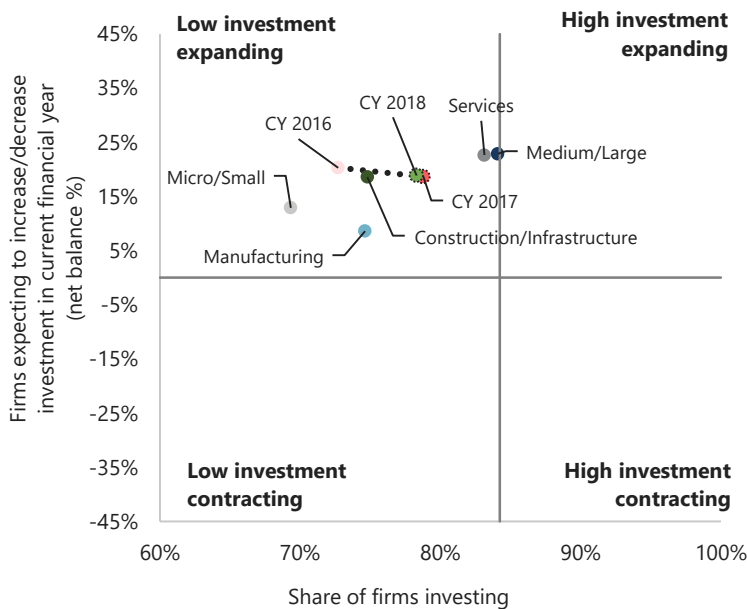 Low investment
expanding
High investment
expanding
45%
35%
25%
15%
5%
-5%
-15%
-25%
-35%
-45%
Firms expecting to increase/decrease
investment in current financial year
(net balance %)
CY 2018
Services
CY 2016
Medium/Large
Micro/Small
CY 2017
Construction/Infrastructure
Manufacturing
Low investment
contracting
High investment
contracting
60%
70%
80%
90%
100%
Share of firms investing